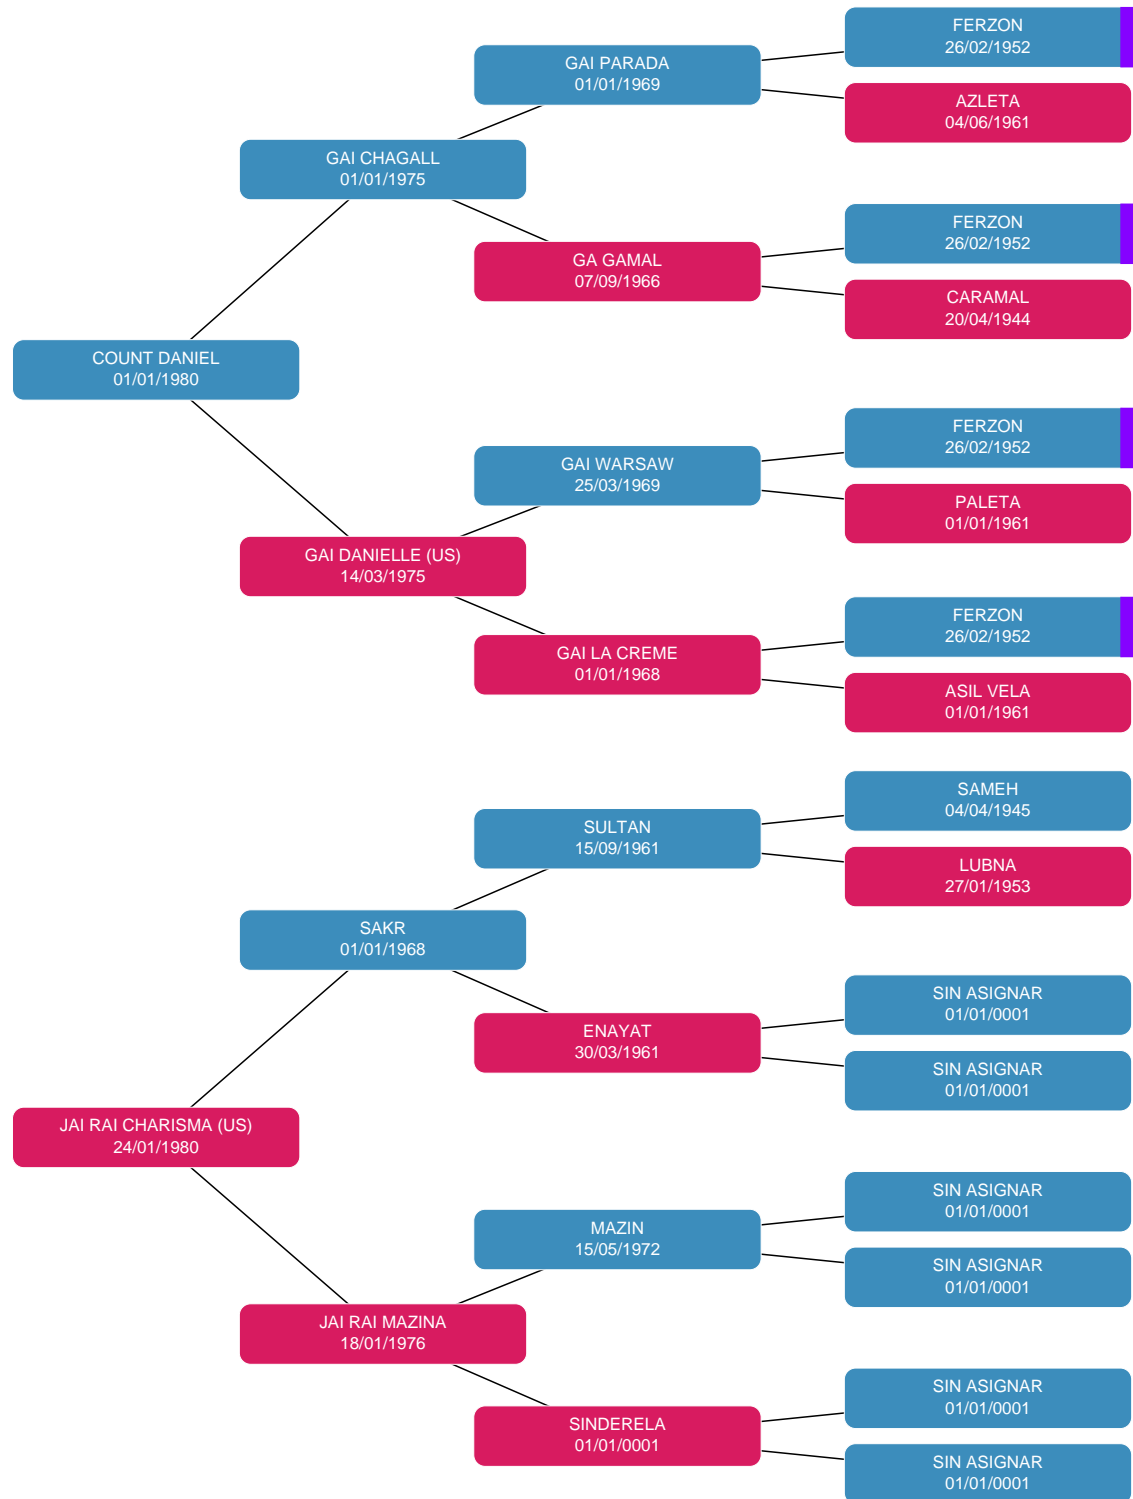 FERZON
26/02/1952
GAI PARADA
01/01/1969
AZLETA
04/06/1961
GAI CHAGALL
01/01/1975
FERZON
26/02/1952
GA GAMAL
07/09/1966
CARAMAL
20/04/1944
COUNT DANIEL
01/01/1980
FERZON
26/02/1952
GAI WARSAW
25/03/1969
PALETA
01/01/1961
GAI DANIELLE (US)
14/03/1975
FERZON
26/02/1952
GAI LA CREME
01/01/1968
ASIL VELA
01/01/1961
SAMEH
04/04/1945
SULTAN
15/09/1961
LUBNA
27/01/1953
SAKR
01/01/1968
SIN ASIGNAR
01/01/0001
ENAYAT
30/03/1961
SIN ASIGNAR
01/01/0001
JAI RAI CHARISMA (US)
24/01/1980
SIN ASIGNAR
01/01/0001
MAZIN
15/05/1972
SIN ASIGNAR
01/01/0001
JAI RAI MAZINA
18/01/1976
SIN ASIGNAR
01/01/0001
SINDERELA
01/01/0001
SIN ASIGNAR
01/01/0001